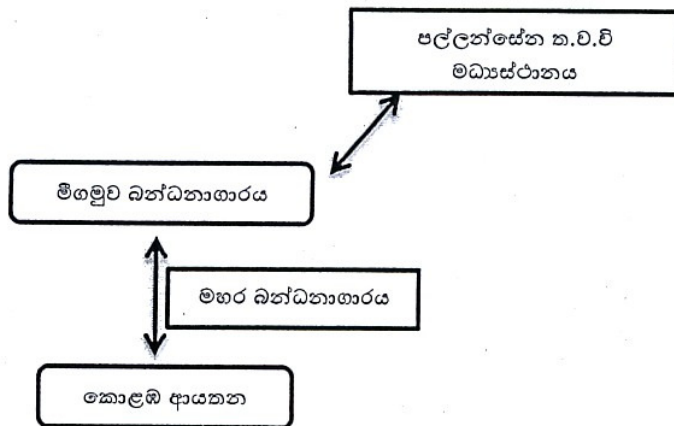 පල්ලන්සේන ත.ව.වි
මධ්‍යස්ථානය
මීගමුව බන්ධනාගාරය
මහර බන්ධනාගාරය
කොළඹ ආයතන